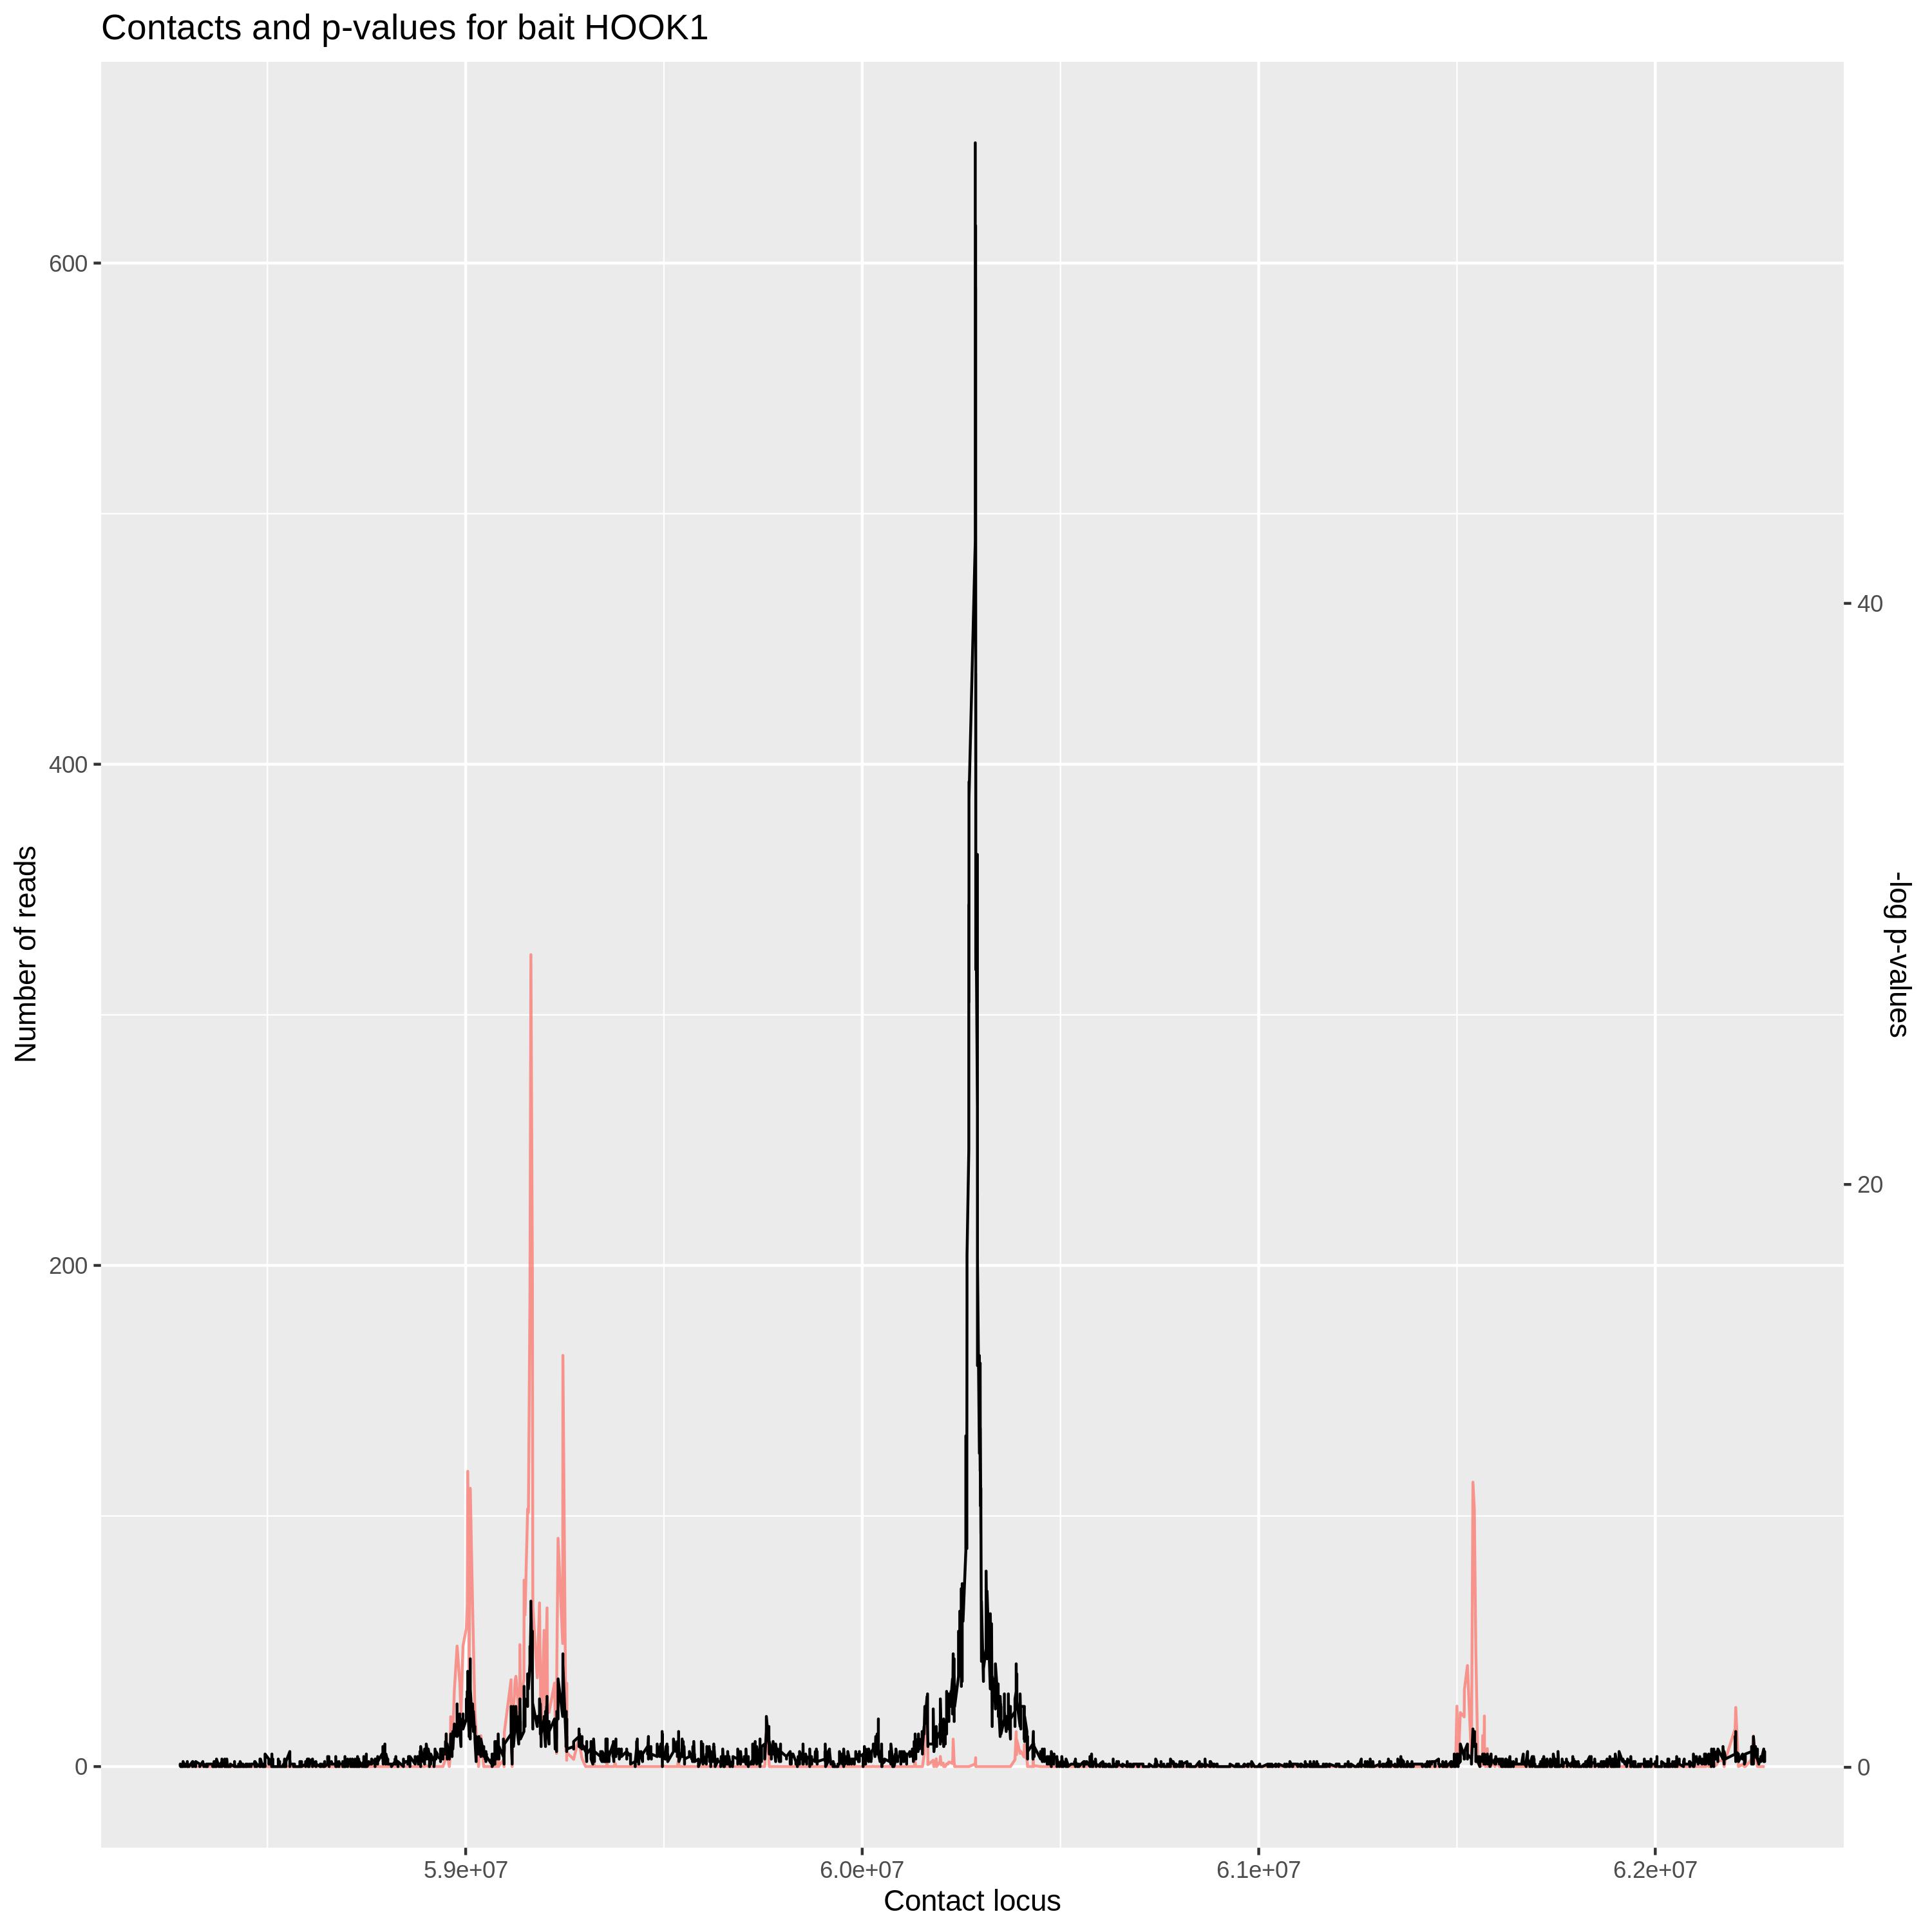 Contacts and p-values for bait HOOK1
Number of reads
600
400
200
0
40
20
0
-log p-values
5.9e+07
6.0e+07
6.1e+07
6.2e+07
Contact locus